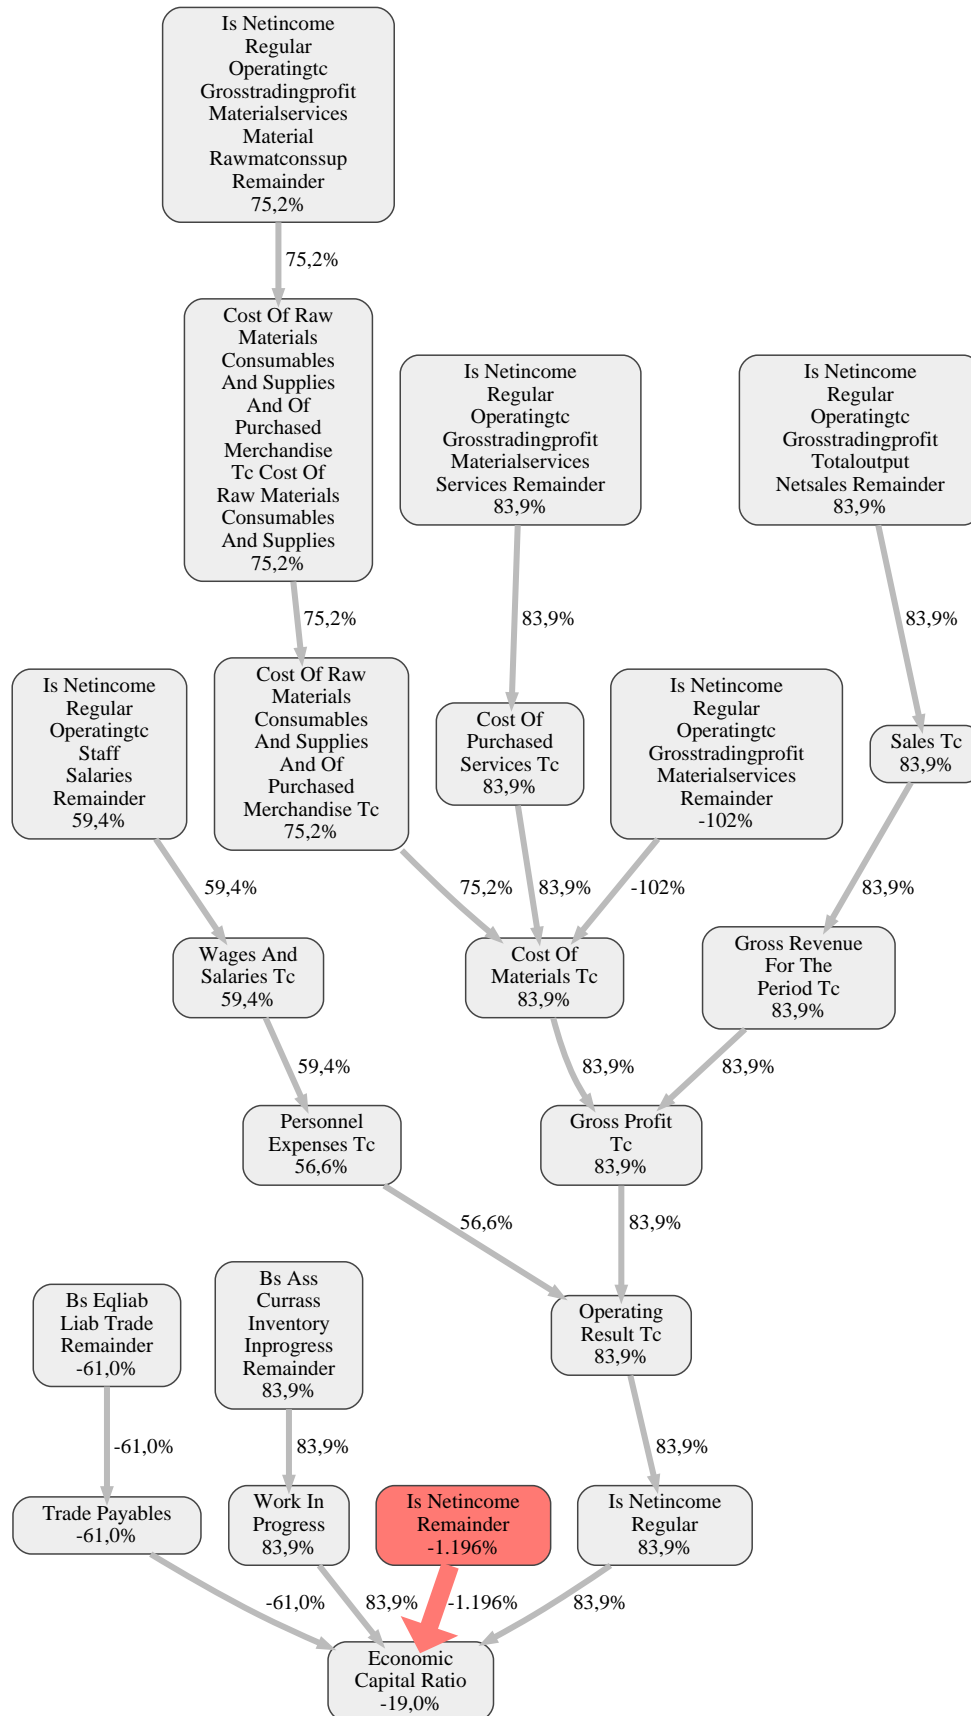 Is Netincome
Regular
Operatingtc
Grosstradingprofit
Materialservices
Material
Rawmatconssup
Remainder
75,2%
75,2%
Cost Of Raw
Materials
Consumables
And Supplies
And Of
Purchased
Merchandise
Tc Cost Of
Raw Materials
Consumables
And Supplies
75,2%
Is Netincome
Regular
Operatingtc
Grosstradingprofit
Materialservices
Services Remainder
83,9%
Is Netincome
Regular
Operatingtc
Grosstradingprofit
Totaloutput
Netsales Remainder
83,9%
75,2%
83,9%
83,9%
Is Netincome
Regular
Operatingtc
Staff
Salaries
Remainder
59,4%
Cost Of Raw
Materials
Consumables
And Supplies
And Of
Purchased
Merchandise Tc
75,2%
Cost Of
Purchased
Services Tc
83,9%
Is Netincome
Regular
Operatingtc
Grosstradingprofit
Materialservices
Remainder
-102%
Sales Tc
83,9%
59,4%
75,2%
83,9%
-102%
83,9%
Wages And
Salaries Tc
59,4%
Cost Of
Materials Tc
83,9%
Gross Revenue
For The
Period Tc
83,9%
59,4%
83,9%
83,9%
Personnel
Expenses Tc
56,6%
Gross Profit
Tc
83,9%
56,6%
83,9%
Bs Eqliab
Liab Trade
Remainder
-61,0%
Bs Ass
Currass
Inventory
Inprogress
Remainder
83,9%
Operating
Result Tc
83,9%
-61,0%
83,9%
83,9%
Trade Payables
-61,0%
Work In
Progress
83,9%
Is Netincome
Remainder
-1.196%
Is Netincome
Regular
83,9%
-61,0%
83,9%
-1.196%
83,9%
Economic
Capital Ratio
-19,0%